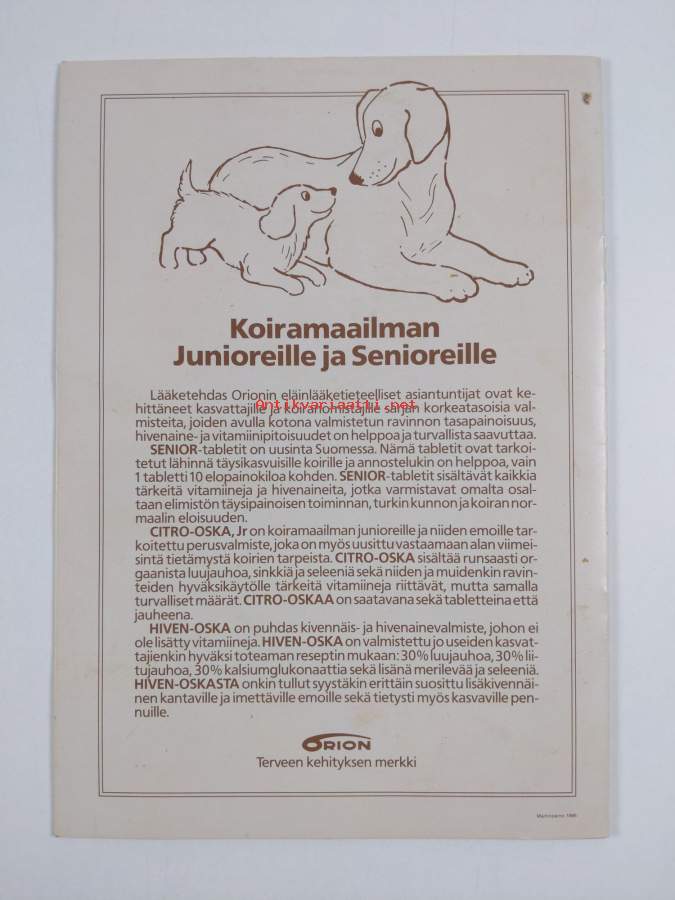 Koiramaailman
Junioreille ja Senioreille
Lääketehdas Orionin eläinlääketieteelliset asiantuntijat ovat ke-
antikvariaatti.net
hittäneet kasvattajille ja koiranomistajille sarjan korkeatasoisia val-
misteita, joiden avulla kotona valmistetun ravinnon tasapainoisuus,
hivenaine- ja vitamiinipitoisuudet on helppoa ja turvallista saavuttaa.
SENIOR-tabletit on uusinta Suomessa. Nämä tabletit ovat tarkoi-
tetut lähinnä täysikasvuisille koirille ja annostelukin on helppoa, vain
1 tabletti 10 elopainokiloa kohden. SENIOR-tabletit sisältävät kaikkia
tärkeitä vitamiineja ja hivenaineita, jotka varmistavat omalta osal-
taan elimistön täysipainoisen toiminnan, turkin kunnon ja koiran nor-
maalin eloisuuden.
CITRO-OSKA, Jr on koiramaailman junioreille ja niiden emoille tar-
koitettu perusvalmiste, joka on myös uusittu vastaamaan alan viimei-
sintä tietämystä koirien tarpeista. CITRO-OSKA sisältää runsaasti or-
gaanista luujauhoa, sinkkiä ja seleeniä sekä niiden ja muidenkin ravin-
teiden hyväksikäytölle tärkeitä vitamiineja riittävät, mutta samalla
turvalliset määrät. CITRO-OSKAA on saatavana sekä tabletteina että
jauheena.
HIVEN-OSKA on puhdas kivennäis- ja hivenainevalmiste, johon ei
ole lisätty vitamiineja. HIVEN-OSKA on valmistettu jo useiden kasvat-
tajienkin hyväksi toteaman reseptin mukaan: 30% luujauhoa, 30% lii-
tujauhoa, 30% kalsiumglukonaattia sekä lisänä merilevää ja seleeniä.
HIVEN-OSKASTA onkin tullut syystäkin erittäin suosittu lisäkivennäi-
nen kantaville ja imettäville emoille sekä tietysti myös kasvaville pen-
nuille.
ORION
Terveen kehityksen merkki